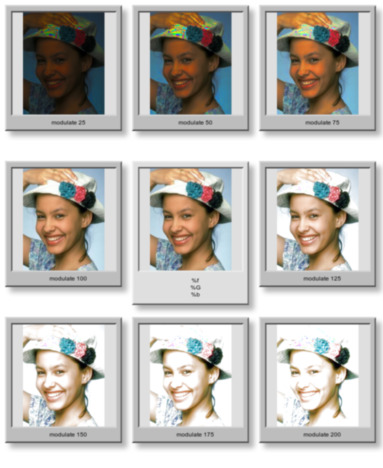 modulate 25
modulate 50
modulate 75
modulate 100
%f
%G
%b
modulate 125
modulate 150
modulate 175
modulate 200